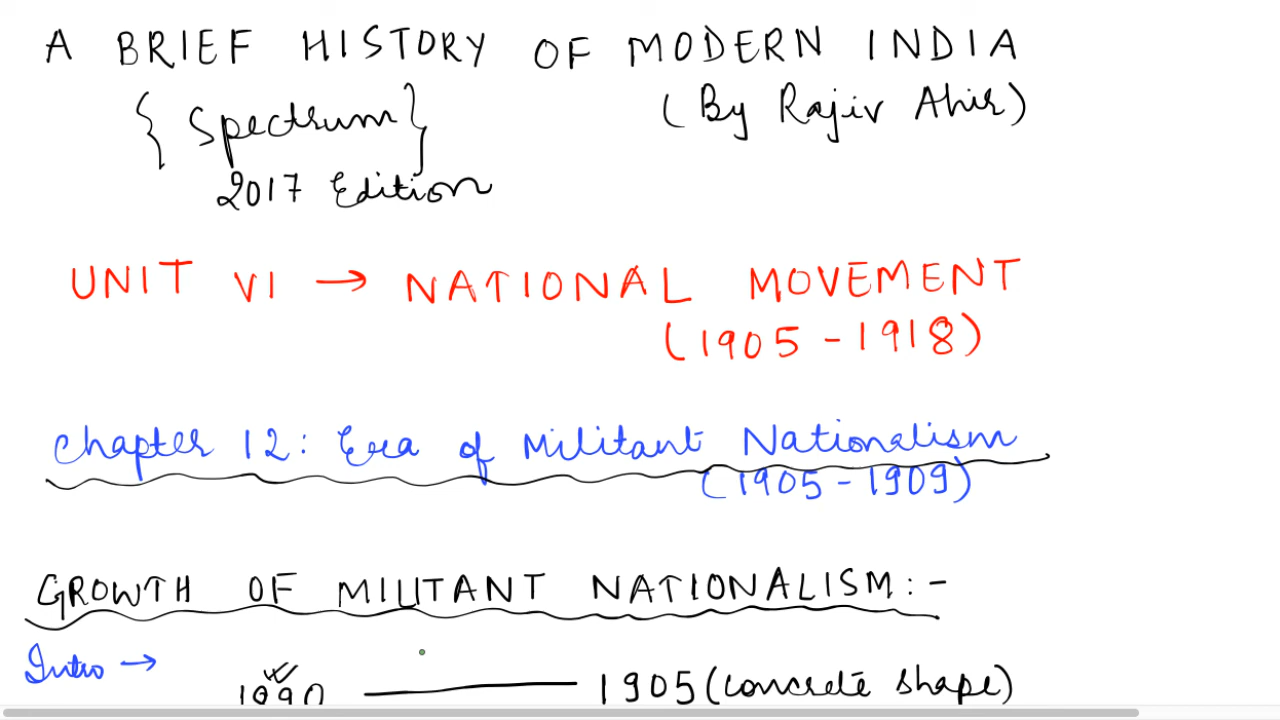 A BRIEF HISTORY OF MODERN INDIA
{ Spectrum }
(By Rajiv Ahir)
2017 Edition
UNIT VI → NATIONAL MOVEMENT
(1905 - 1918)
Chapter 12: Era of Militant Nationalism
(1905 - 1909)
GROWTH OF MILITANT NATIONALISM :-
Intro →
1890 — 1905 (concrete shape)